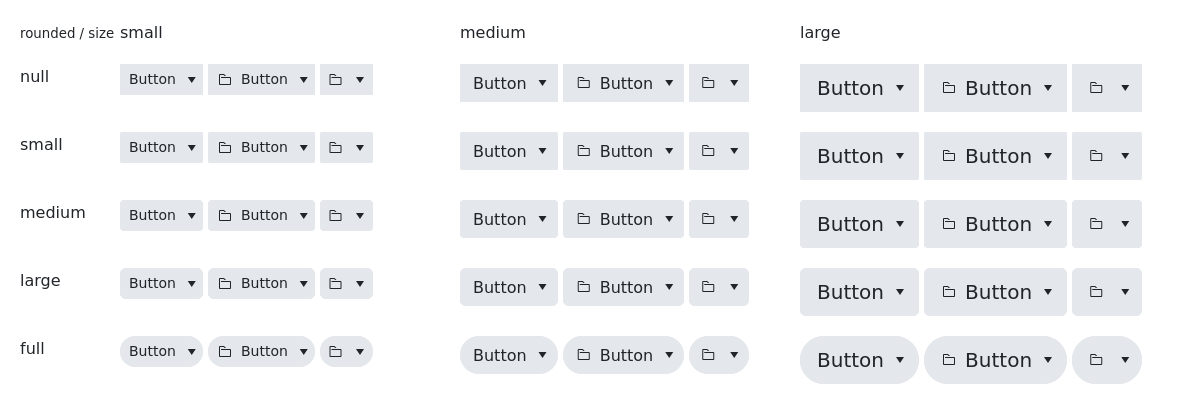 rounded / size small medium large
null Button Button Button Button Button Button
small Button Button Button Button Button Button
medium Button Button Button Button Button Button
large Button Button Button Button Button Button
full Button Button Button Button Button Button